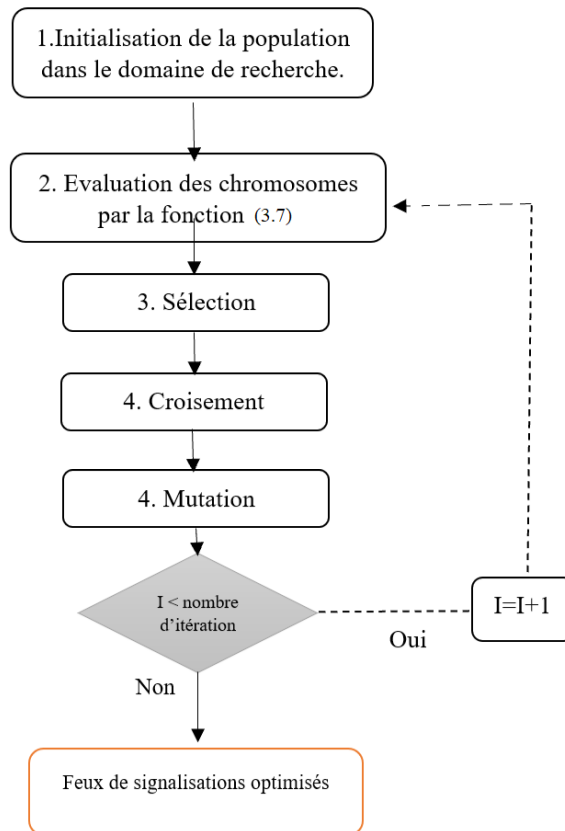 1.Initialisation de la population
dans le domaine de recherche.
2. Evaluation des chromosomes
par la fonction (3.7)
3. Sélection
4. Croisement
4. Mutation
I < nombre
d’itération
I=I+1
Oui
Non
Feux de signalisations optimisés